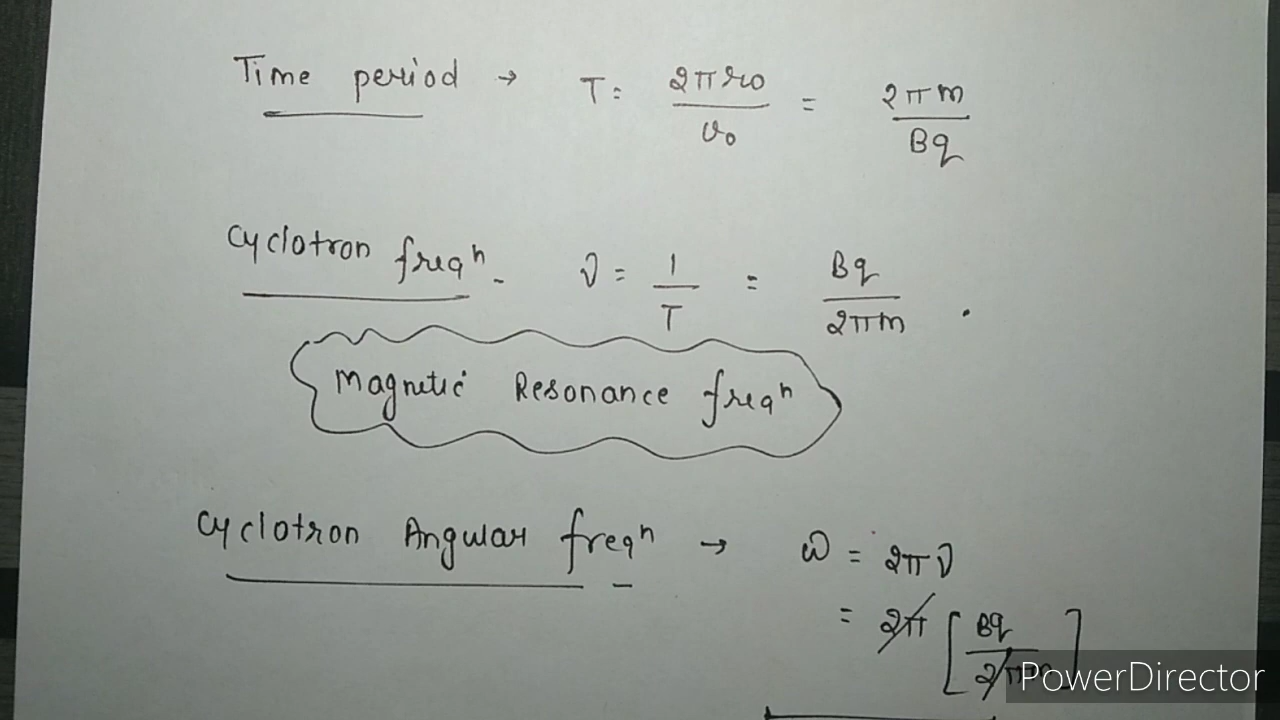 Time period → T = 2πr₀/v₀ = 2πm/Bq
Cyclotron freqⁿ - ν = 1/T = Bq/2πm .
Magnetic Resonance freqⁿ
Cyclotron Angular freqⁿ → ω = 2πν
= 2π [Bq/2πm]
PowerDirector